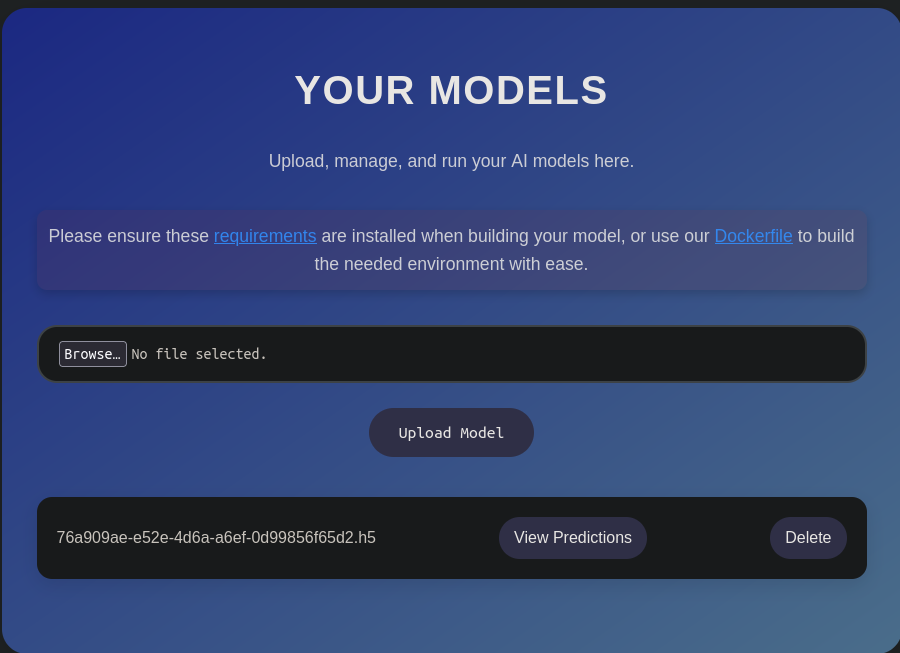 YOUR MODELS
Upload, manage, and run your AI models here.
Please ensure these requirements are installed when building your model, or use our Dockerfile to build
the needed environment with ease.
Browse… No file selected.
Upload Model
76a909ae-e52e-4d6a-a6ef-0d99856f65d2.h5 View Predictions Delete